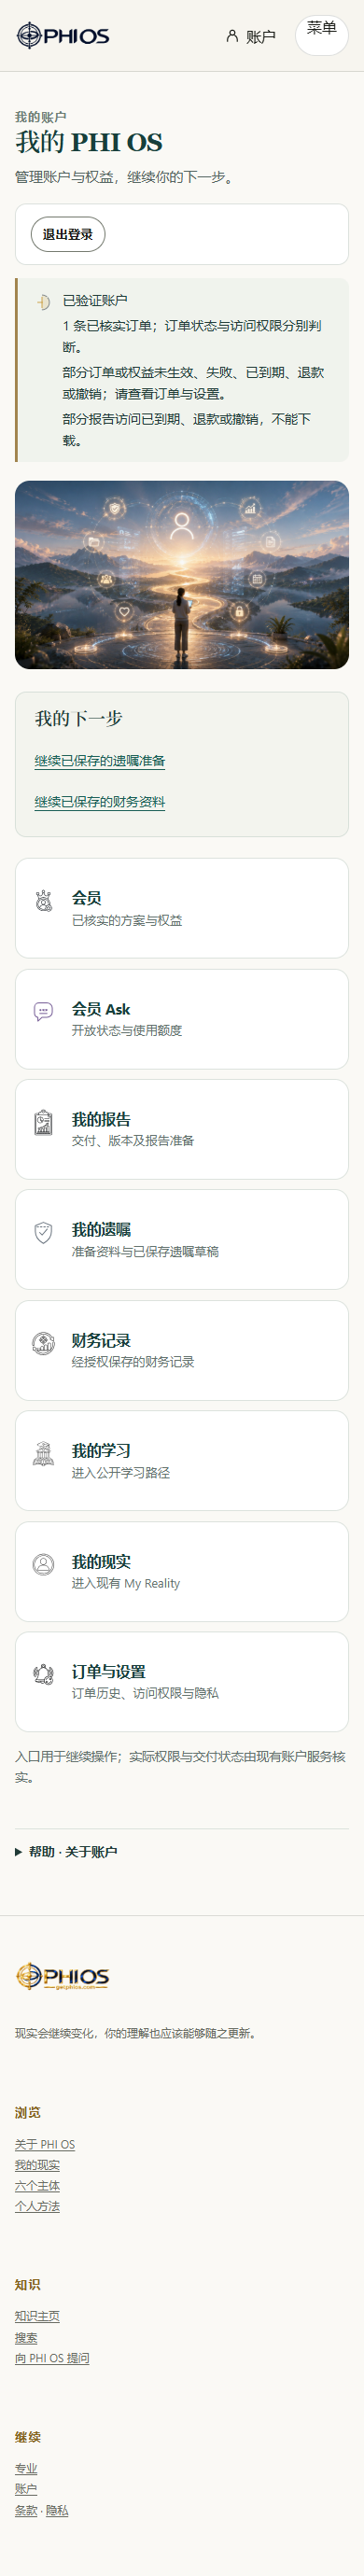 PHIOS
账户
菜单
我的账户
我的 PHI OS
管理账户与权益，继续你的下一步。
退出登录
已验证账户
1 条已核实订单；订单状态与访问权限分别判
断。
部分订单或权益未生效、失败、已到期、退款
或撤销；请查看订单与设置。
部分报告访问已到期、退款或撤销，不能下
载。
我的下一步
继续已保存的遗嘱准备
继续已保存的财务资料
会员
已核实的方案与权益
会员 Ask
开放状态与使用额度
我的报告
交付、版本及报告准备
我的遗嘱
准备资料与已保存遗嘱草稿
财务记录
经授权保存的财务记录
我的学习
进入公开学习路径
我的现实
进入现有 My Reality
订单与设置
订单历史、访问权限与隐私
入口用于继续操作；实际权限与交付状态由现有账户服务核
实。
帮助 · 关于账户
PHIOS
getphios.com
现实会继续变化，你的理解也应该能够随之更新。
浏览
关于 PHI OS
我的现实
六个主体
个人方法
知识
知识主页
搜索
向 PHI OS 提问
继续
专业
账户
条款 · 隐私